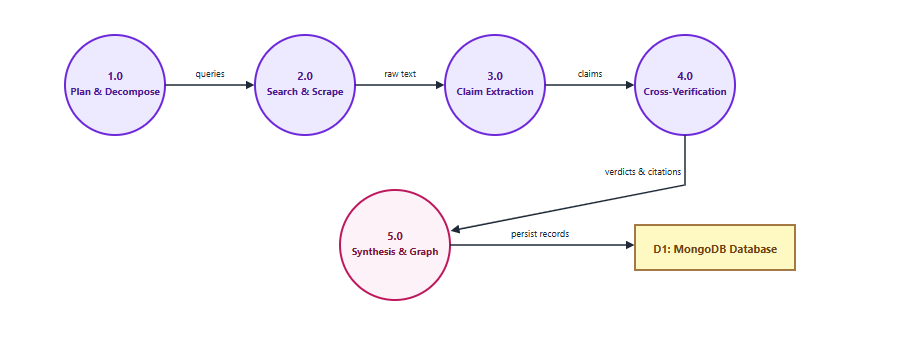 1.0
Plan & Decompose
queries
2.0
Search & Scrape
raw text
3.0
Claim Extraction
claims
4.0
Cross-Verification
verdicts & citations
5.0
Synthesis & Graph
persist records
D1: MongoDB Database